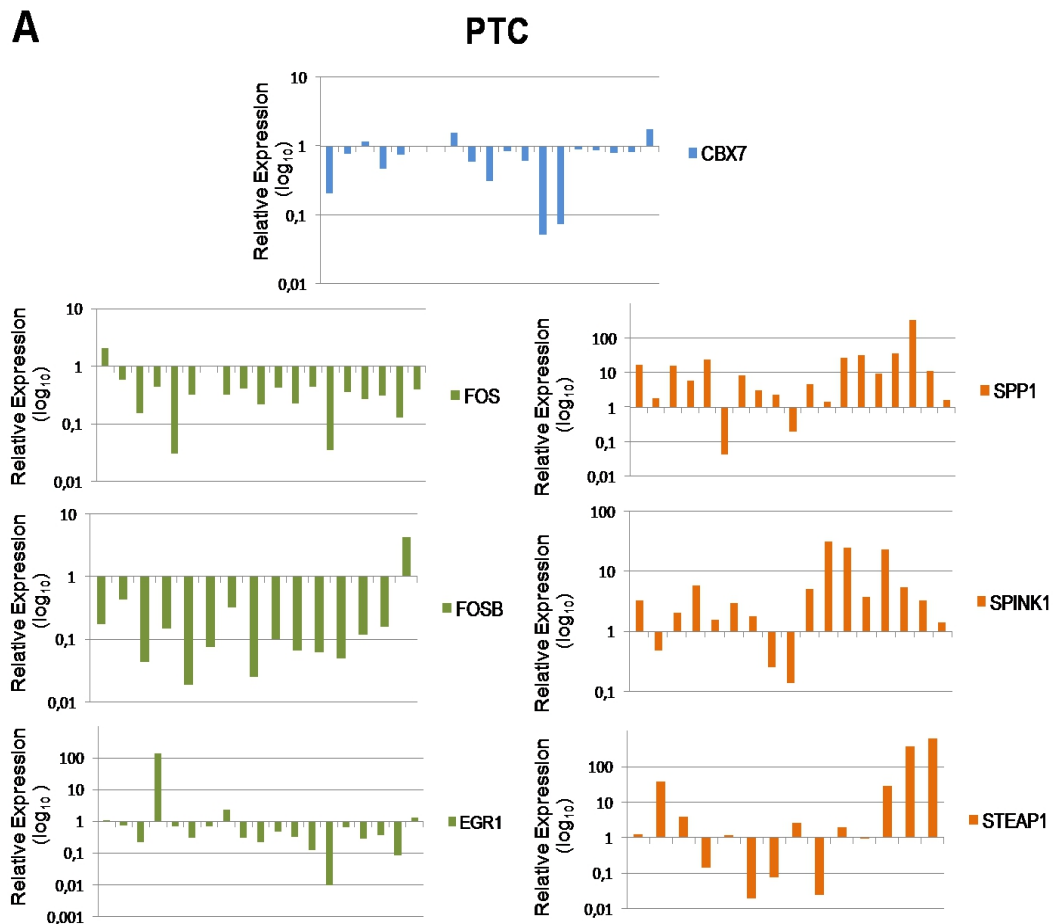 A
PTC
Relative Expression
(log10)
10
1
0,1
0,01
CBX7
Relative Expression
(log10)
10
1
0,1
0,01
FOS
Relative Expression
(log10)
100
10
1
0,1
0,01
SPP1
Relative Expression
(log10)
10
1
0,1
0,01
FOSB
Relative Expression
(log10)
100
10
1
0,1
SPINK1
Relative Expression
(log10)
100
10
1
0,1
0,01
0,001
EGR1
Relative Expression
(log10)
100
10
1
0,1
0,01
STEAP1